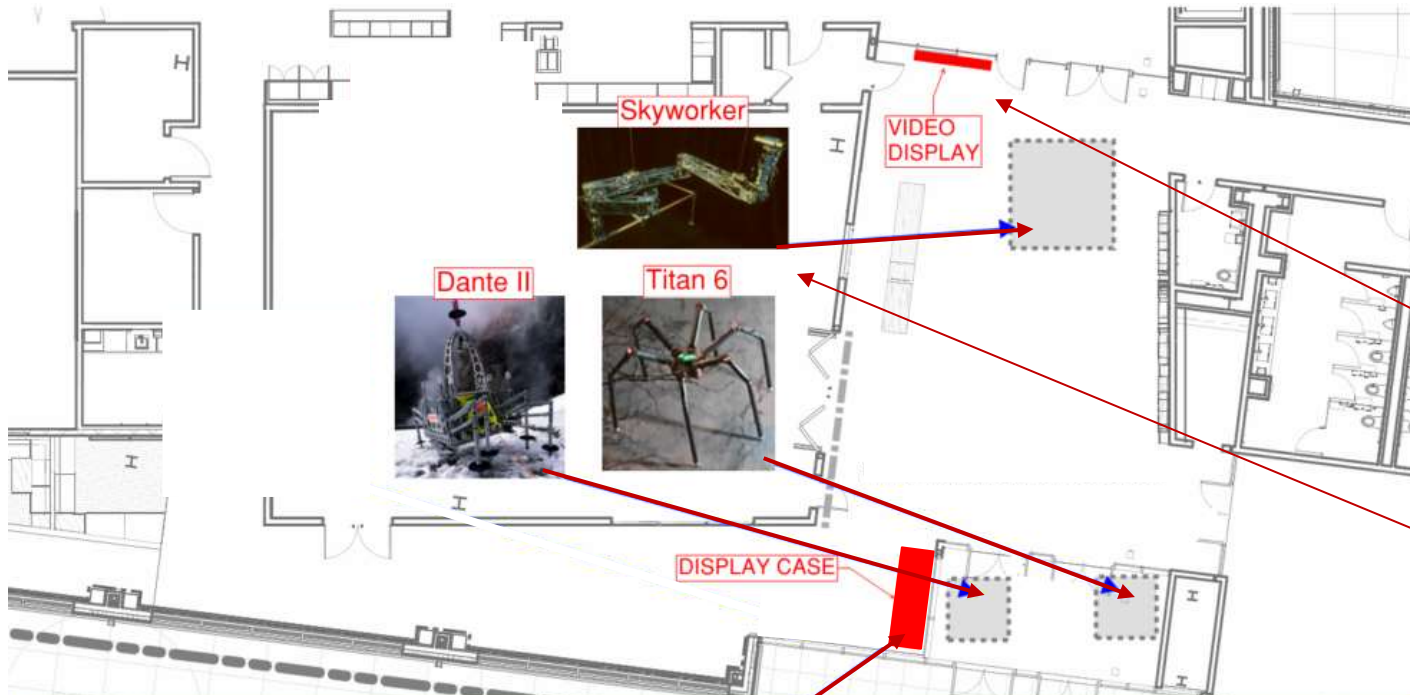 Skyworker
VIDEO
DISPLAY
Dante II
Titan 6
DISPLAY CASE